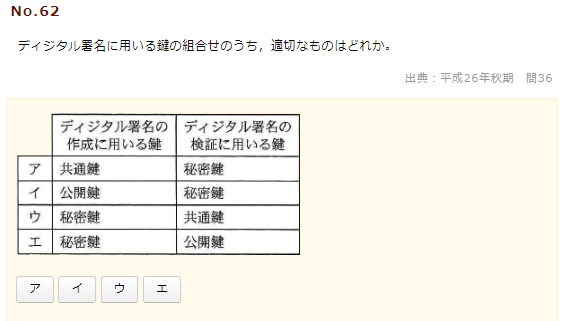 No.62
ディジタル署名に用いる鍵の組合せのうち，適切なものはどれか。
出典：平成26年秋期　問36
ディジタル署名の
作成に用いる鍵
ディジタル署名の
検証に用いる鍵
ア 共通鍵 秘密鍵
イ 公開鍵 秘密鍵
ウ 秘密鍵 共通鍵
エ 秘密鍵 公開鍵
ア イ ウ エ